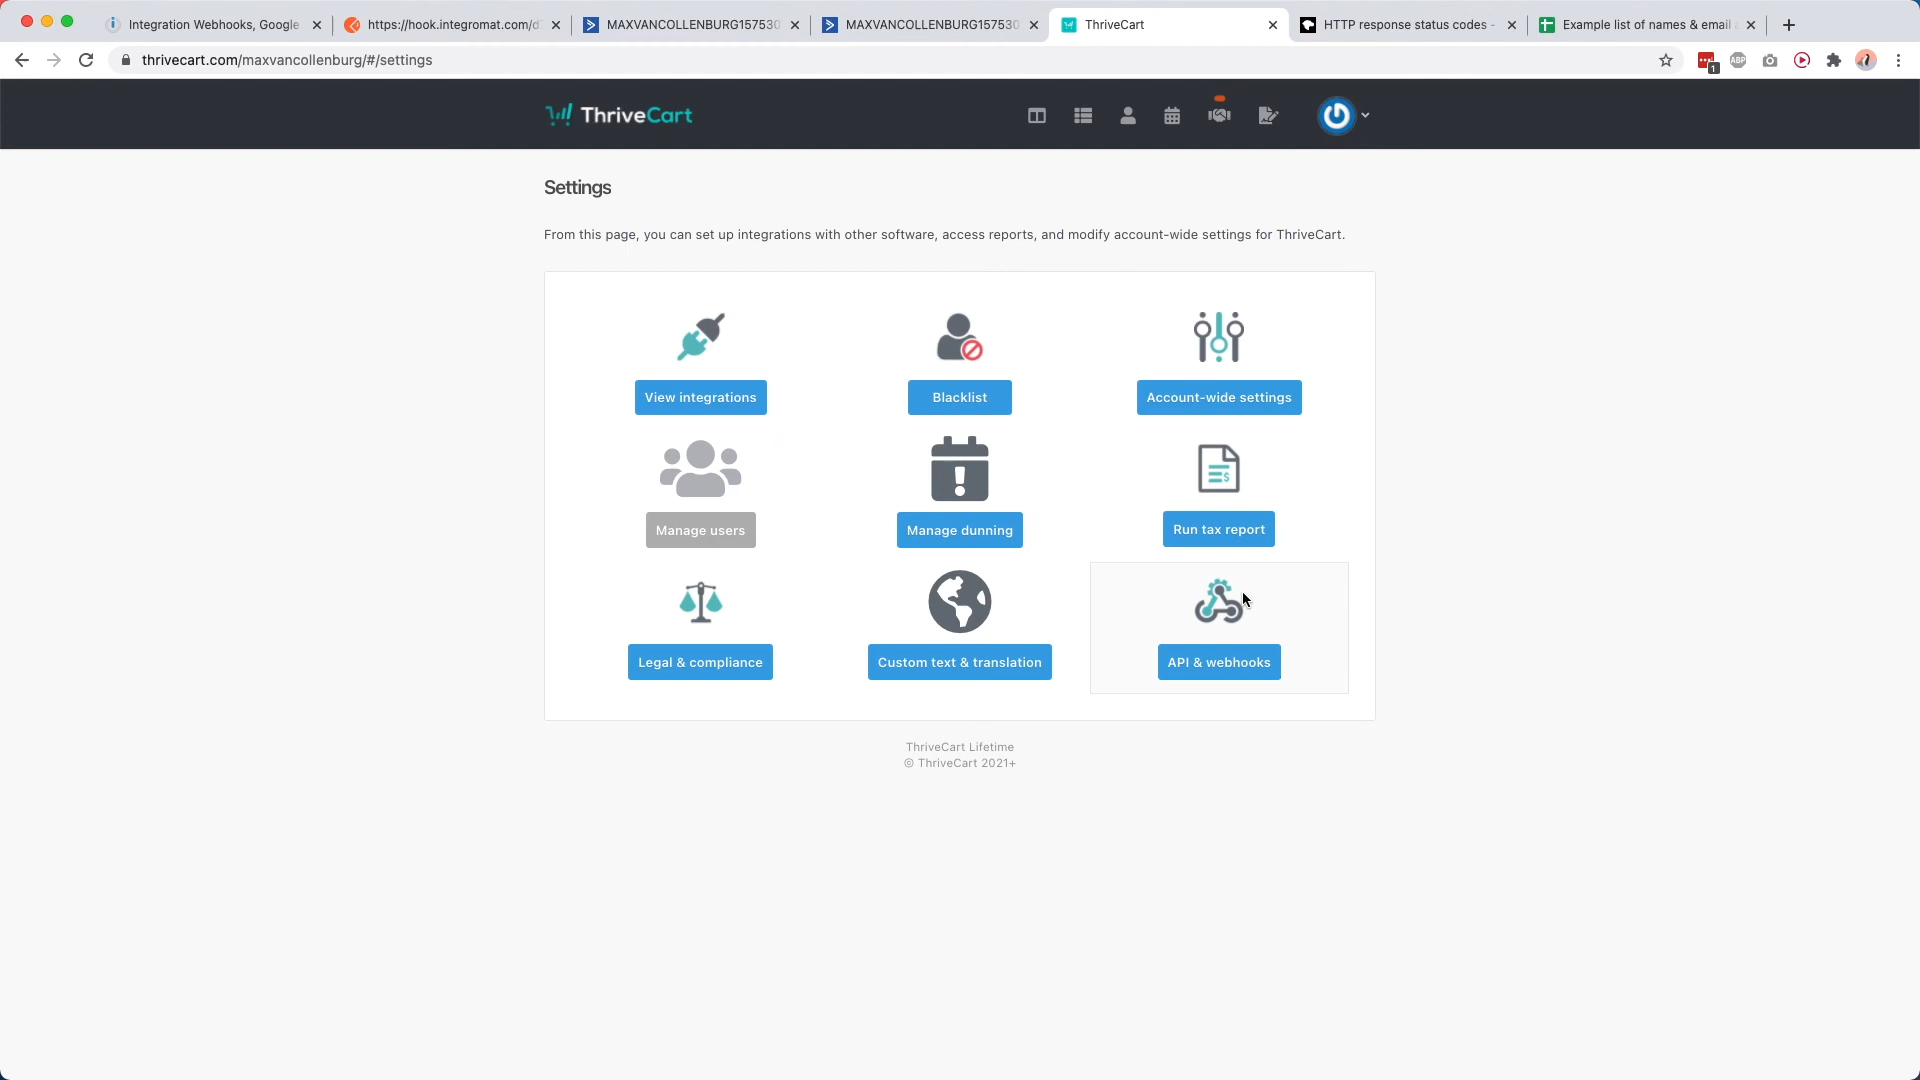 Integration Webhooks, Google
https://hook.integromat.com/d
MAXVANCOLLENBURG157530
MAXVANCOLLENBURG157530
ThriveCart
HTTP response status codes -
Example list of names & email
thrivecart.com/maxvancollenburg/#/settings
1
ABP
ThriveCart
Settings
From this page, you can set up integrations with other software, access reports, and modify account-wide settings for ThriveCart.
View integrations
Blacklist
Account-wide settings
Manage users
Manage dunning
Run tax report
Legal & compliance
Custom text & translation
API & webhooks
ThriveCart Lifetime
© ThriveCart 2021+